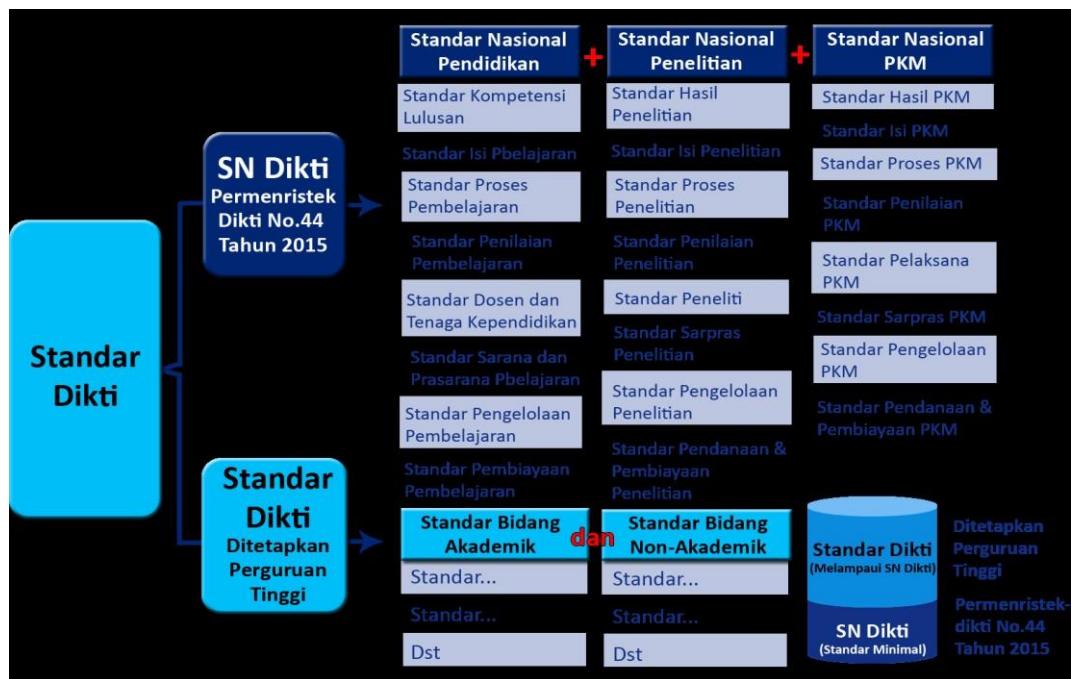 Standar
Dikti
SN Dikti
Permenristek
Dikti No.44
Tahun 2015
Standar
Dikti
Ditetapkan
Perguruan
Tinggi
Standar Nasional
Pendidikan
+
Standar Nasional
Penelitian
+
Standar Nasional
PKM
Standar Kompetensi
Lulusan
Standar Isi Pbelajaran
Standar Proses
Pembelajaran
Standar Penilaian
Pembelajaran
Standar Dosen dan
Tenaga Kependidikan
Standar Sarana dan
Prasarana Pbelajaran
Standar Pengelolaan
Pembelajaran
Standar Pembiayaan
Pembelajaran
Standar Hasil
Penelitian
Standar Isi Penelitian
Standar Proses
Penelitian
Standar Penilaian
Penelitian
Standar Peneliti
Standar Sarpras
Penelitian
Standar Pengelolaan
Penelitian
Standar Pendanaan &
Pembiayaan
Penelitian
Standar Hasil PKM
Standar Isi PKM
Standar Proses PKM
Standar Penilaian
PKM
Standar Pelaksana
PKM
Standar Sarpras PKM
Standar Pengelolaan
PKM
Standar Pendanaan &
Pembiayaan PKM
Standar Bidang
Akademik
dan
Standar Bidang
Non-Akademik
Standar...
Standar...
Dst
Standar...
Standar...
Dst
Standar Dikti
(Melampaui SN Dikti)
SN Dikti
(Standar Minimal)
Ditetapkan
Perguruan
Tinggi
Permenristek-
dikti No.44
Tahun 2015